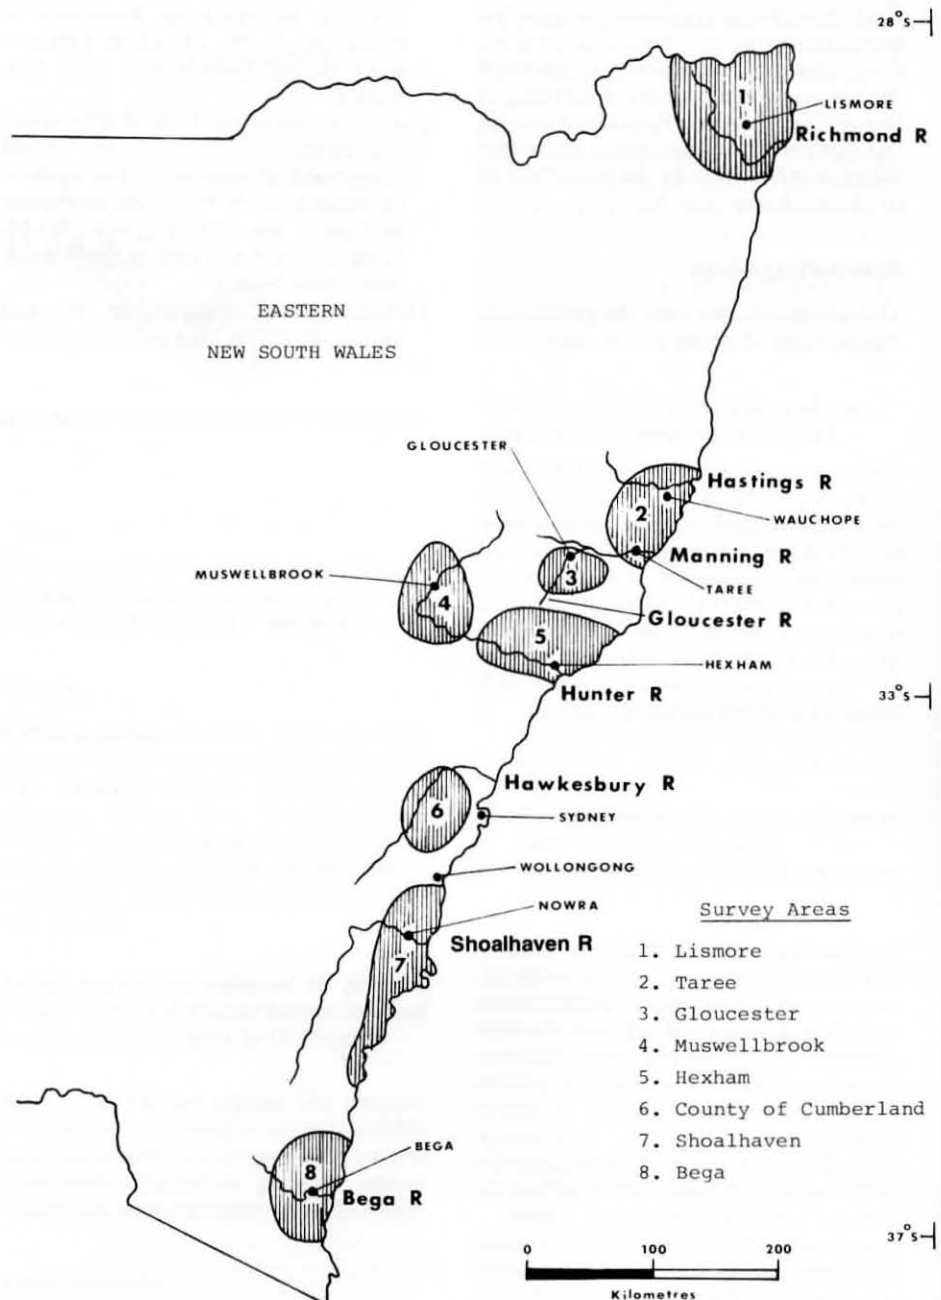 28°S
1
LISMORE
Richmond R
EASTERN
NEW SOUTH WALES
GLOUCESTER
Hastings R
2
WAUCHOPE
Manning R
MUSWELLBROOK
3
TAREE
4
Gloucester R
5
HEXHAM
Hunter R
33°S
Hawkesbury R
6
SYDNEY
WOLLONGONG
NOWRA
Shoalhaven R
7
Survey Areas
1. Lismore
2. Taree
3. Gloucester
4. Muswellbrook
5. Hexham
6. County of Cumberland
7. Shoalhaven
8. Bega
BEGA
8
Bega R
37°S
0 100 200
Kilometres